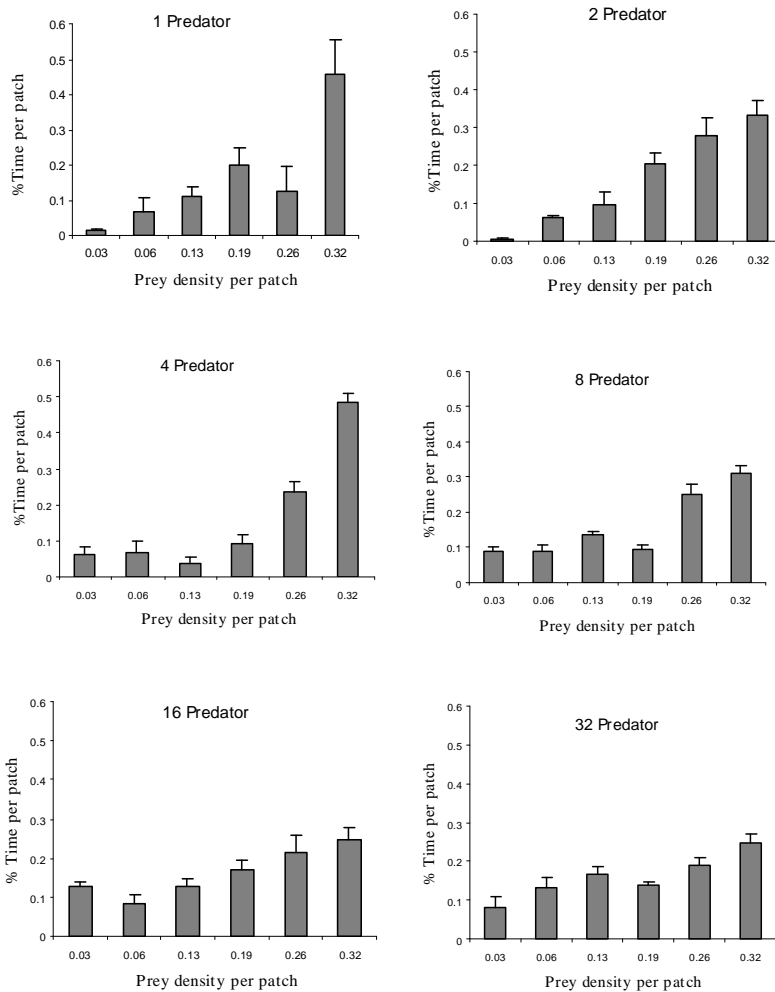 1 Predator
% Time per patch
0.6
0.5
0.4
0.3
0.2
0.1
0
0.03 0.06 0.13 0.19 0.26 0.32
Prey density per patch
2 Predator
%Time per patch
0.6
0.5
0.4
0.3
0.2
0.1
0
0.03 0.06 0.13 0.19 0.26 0.32
Prey density per patch
4 Predator
%Time per patch
0.6
0.5
0.4
0.3
0.2
0.1
0
0.03 0.06 0.13 0.19 0.26 0.32
Prey density per patch
8 Predator
%Time per patch
0.6
0.5
0.4
0.3
0.2
0.1
0
0.03 0.06 0.13 0.19 0.26 0.32
Prey density per patch
16 Predator
% Time per patch
0.6
0.5
0.4
0.3
0.2
0.1
0
0.03 0.06 0.13 0.19 0.26 0.32
Prey density per patch
32 Predator
% Time per patch
0.6
0.5
0.4
0.3
0.2
0.1
0
0.03 0.06 0.13 0.19 0.26 0.32
Prey density per patch